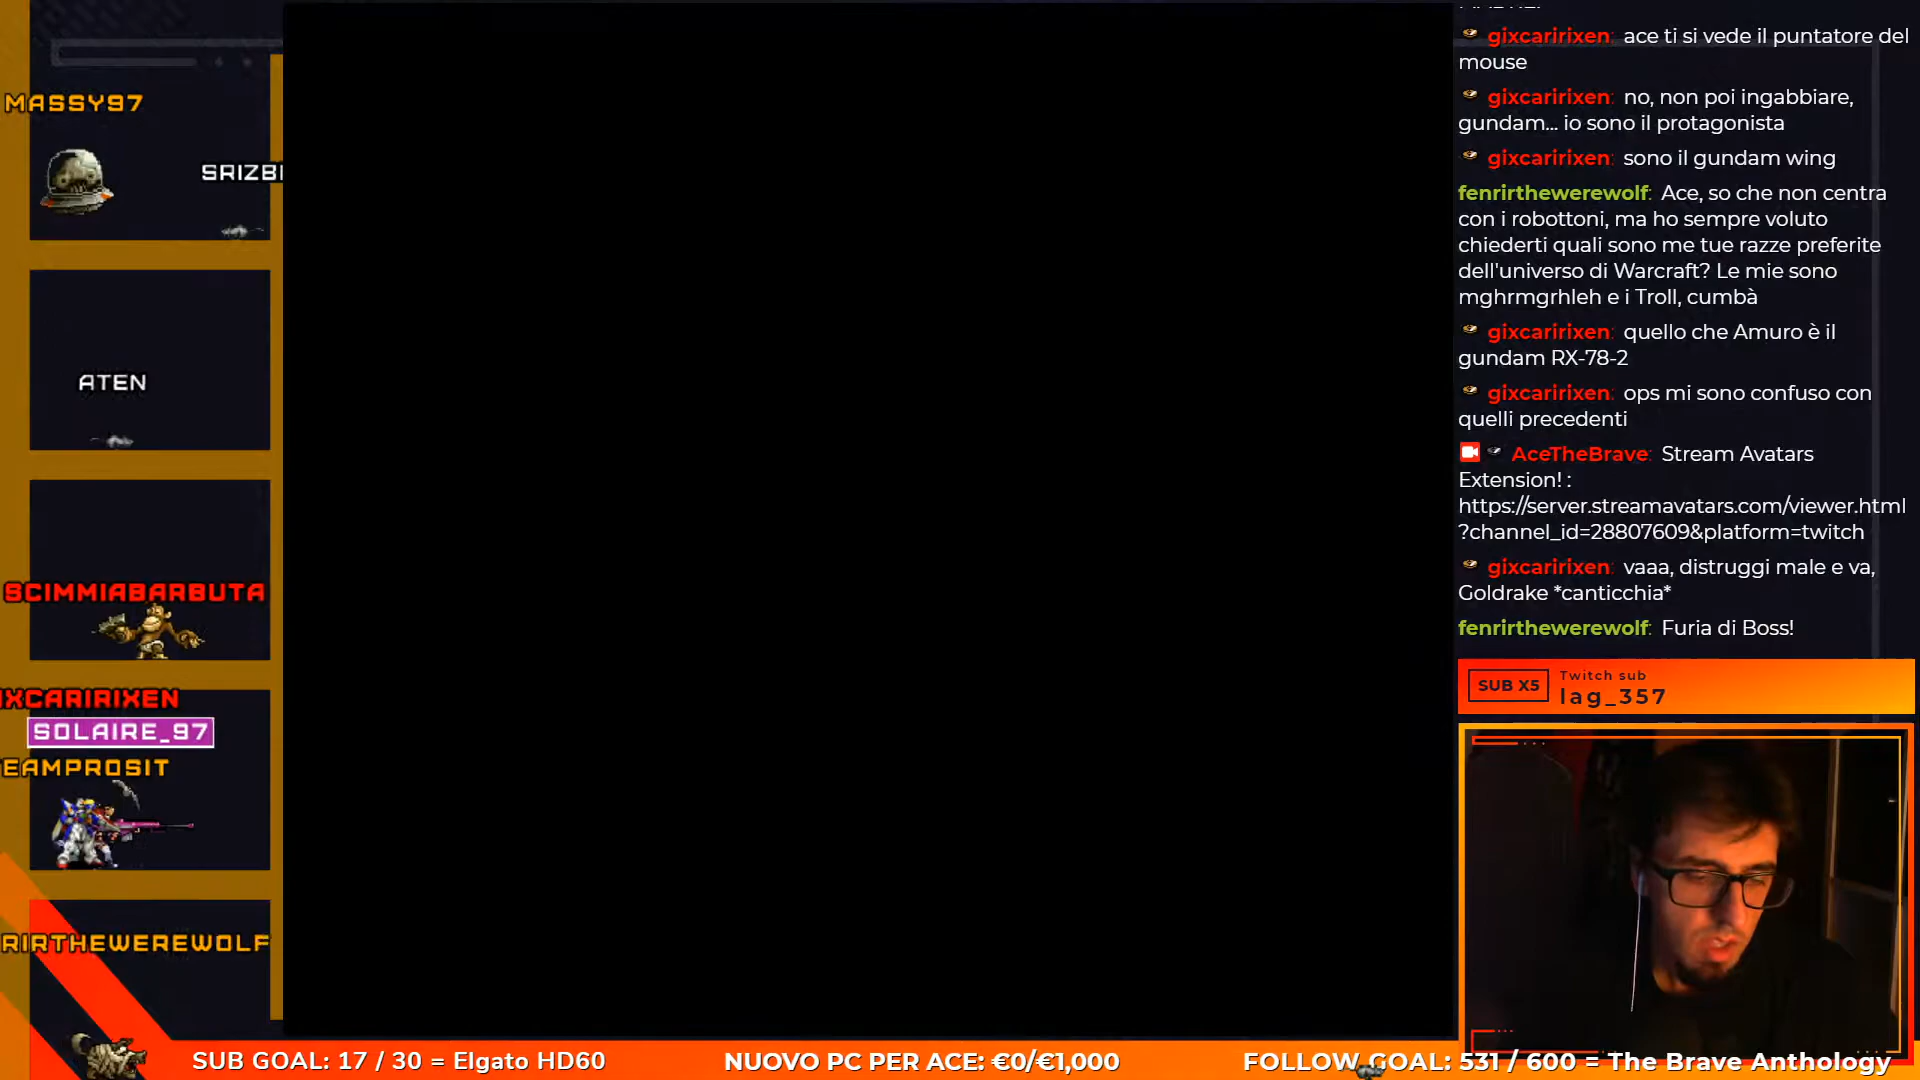 MASSY97
SRIZB
ATEN
SCIMMIABARBUTA
IXCARIRIXEN
SOLAIRE_97
EAMPROSIT
RIRTHEWEREWOLF
gixcaririxen: ace ti si vede il puntatore del
mouse
gixcaririxen: no, non poi ingabbiare,
gundam... io sono il protagonista
gixcaririxen: sono il gundam wing
fenrirthewerewolf: Ace, so che non centra
con i robottoni, ma ho sempre voluto
chiederti quali sono me tue razze preferite
dell'universo di Warcraft? Le mie sono
mghrmgrhleh e i Troll, cumbà
gixcaririxen: quello che Amuro è il
gundam RX-78-2
gixcaririxen: ops mi sono confuso con
quelli precedenti
AceTheBrave: Stream Avatars
Extension! :
https://server.streamavatars.com/viewer.html
?channel_id=28807609&platform=twitch
gixcaririxen: vaaa, distruggi male e va,
Goldrake *canticchia*
fenrirthewerewolf: Furia di Boss!
SUB X5
Twitch sub
lag_357
SUB GOAL: 17 / 30 = Elgato HD60
NUOVO PC PER ACE: €0/€1,000
FOLLOW GOAL: 531 / 600 = The Brave Anthology